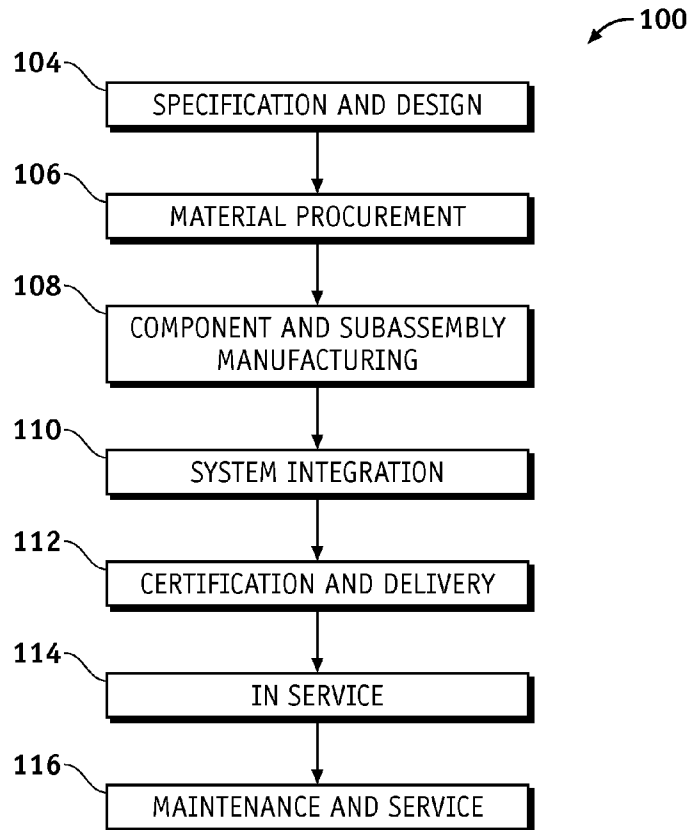 100
104
SPECIFICATION AND DESIGN
106
MATERIAL PROCUREMENT
108
COMPONENT AND SUBASSEMBLY
MANUFACTURING
110
SYSTEM INTEGRATION
112
CERTIFICATION AND DELIVERY
114
IN SERVICE
116
MAINTENANCE AND SERVICE